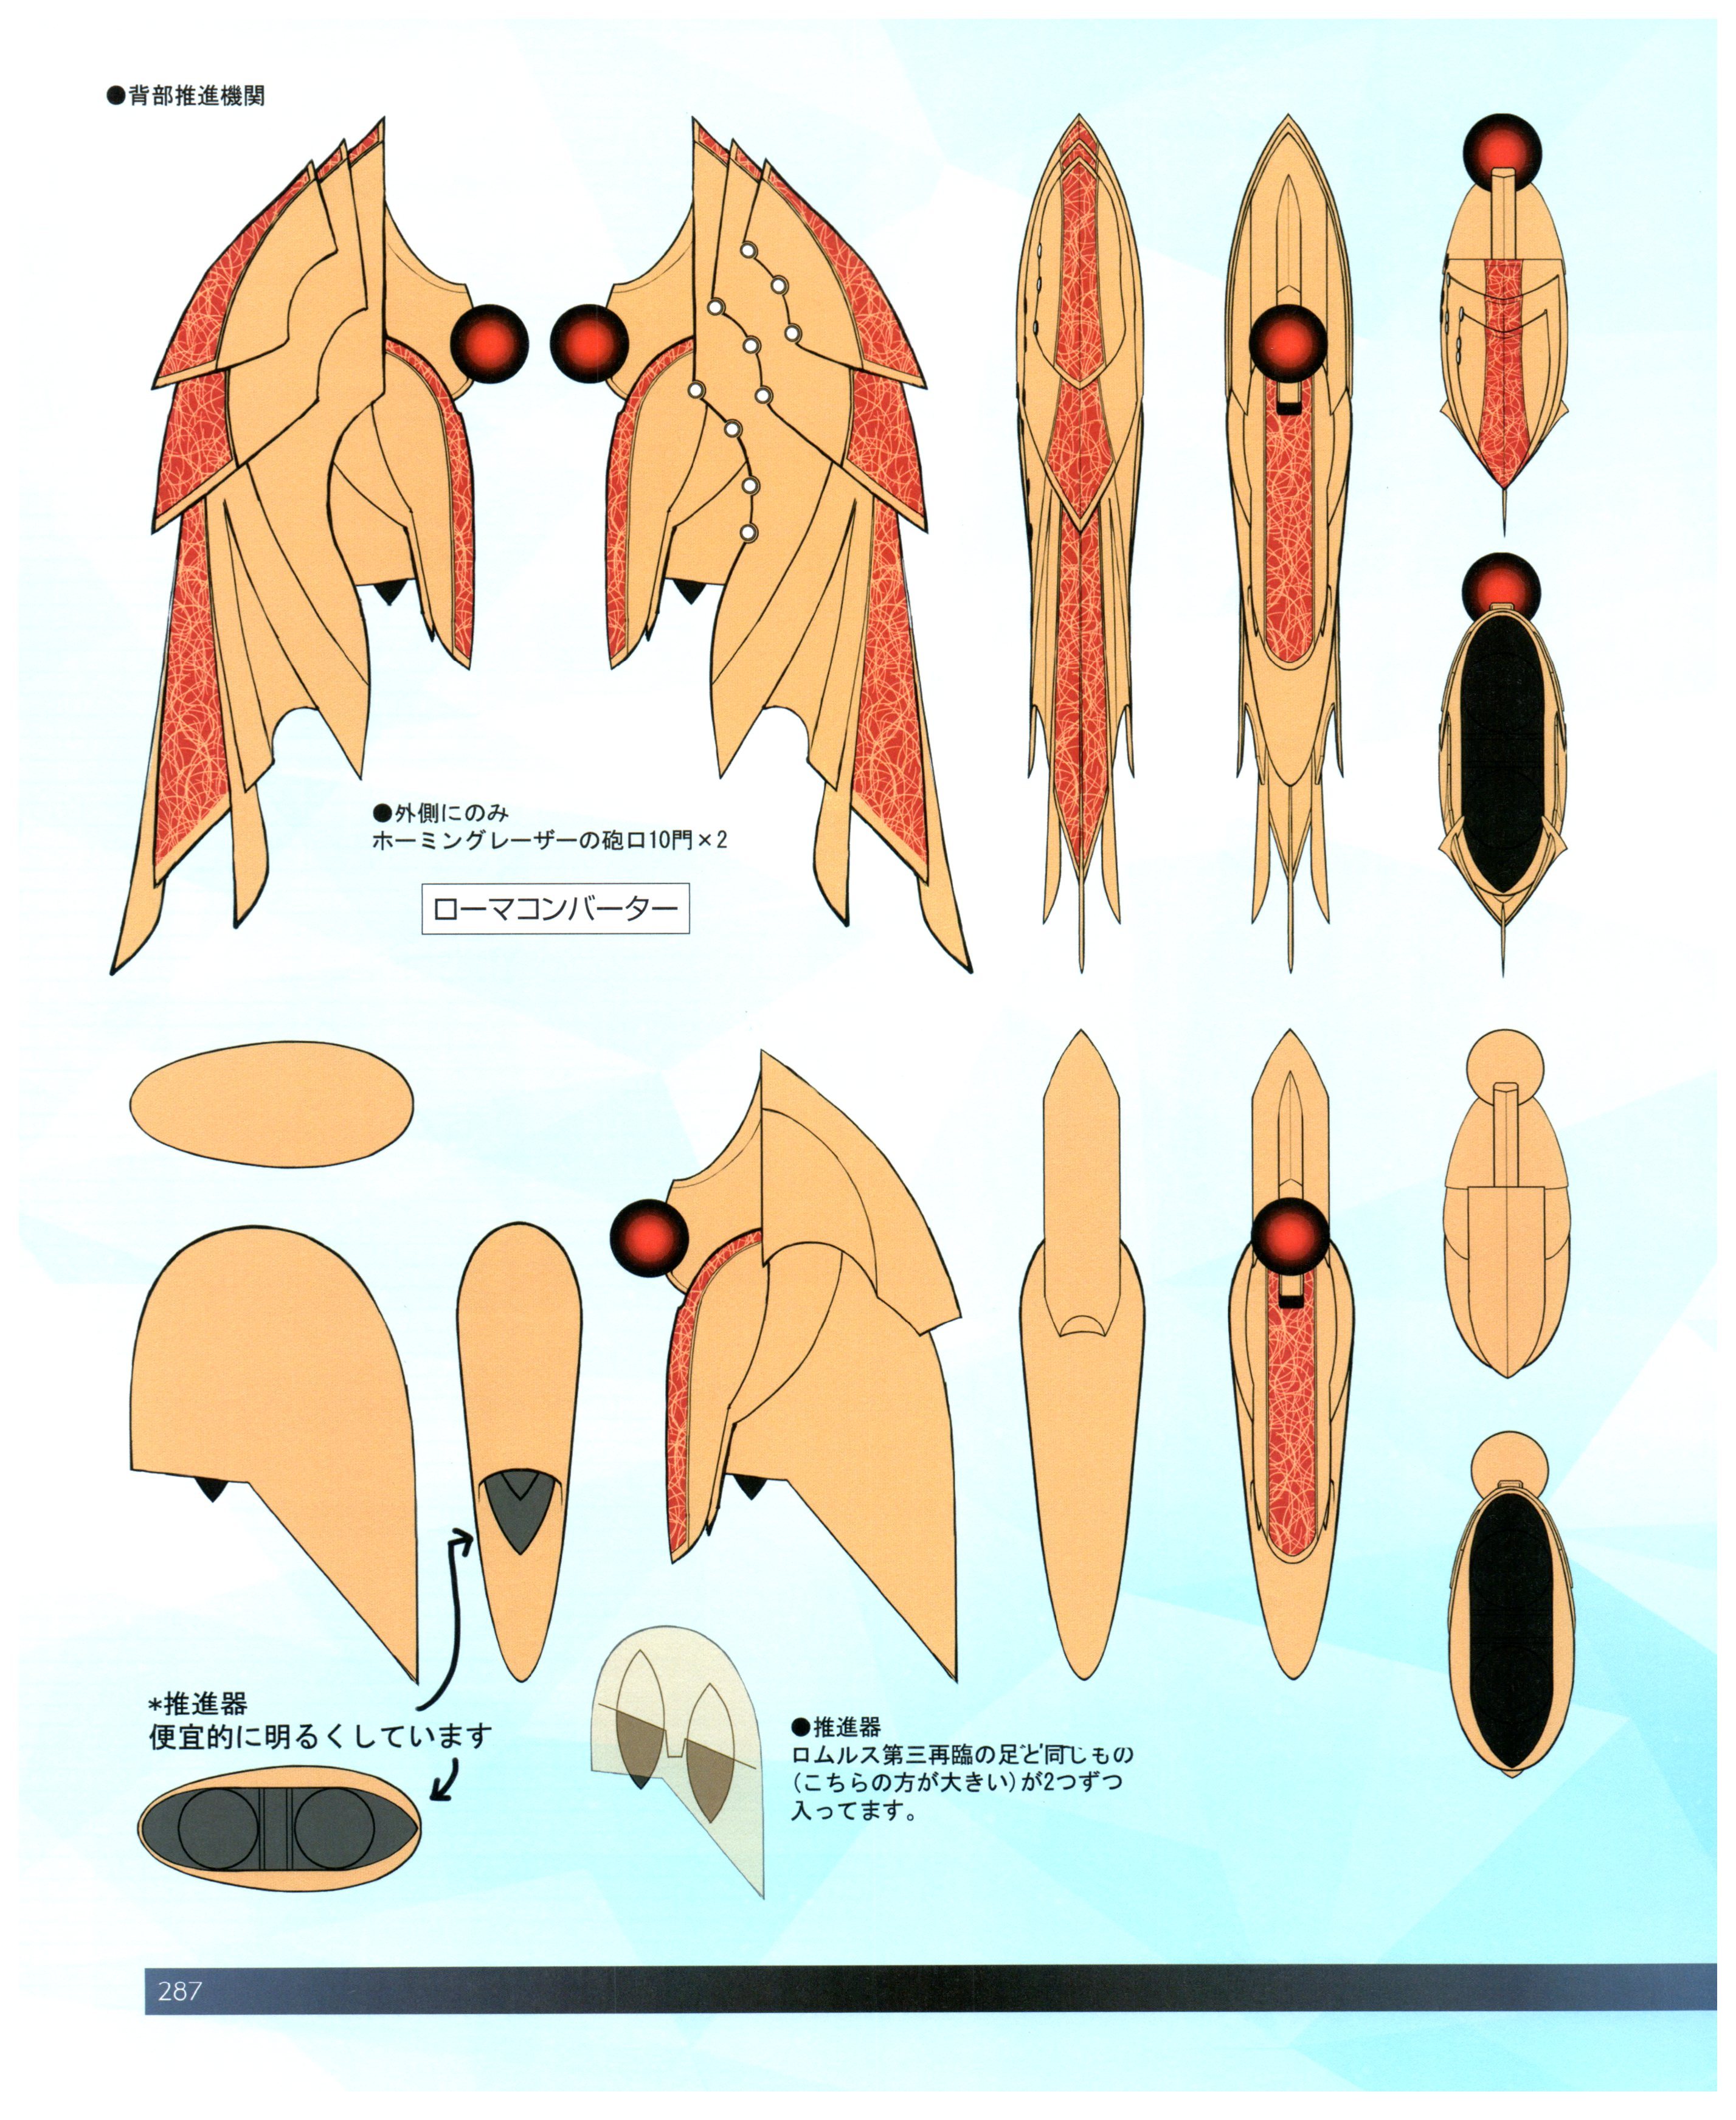 ●背部推進機関
●外側にのみ
ホーミングレーザーの砲口10門×2
ローマコンバーター
*推進器
便宜的に明るくしています
●推進器
ロムルス第三再臨の足と同じもの
(こちらの方が大きい)が2つずつ
入ってます。
287